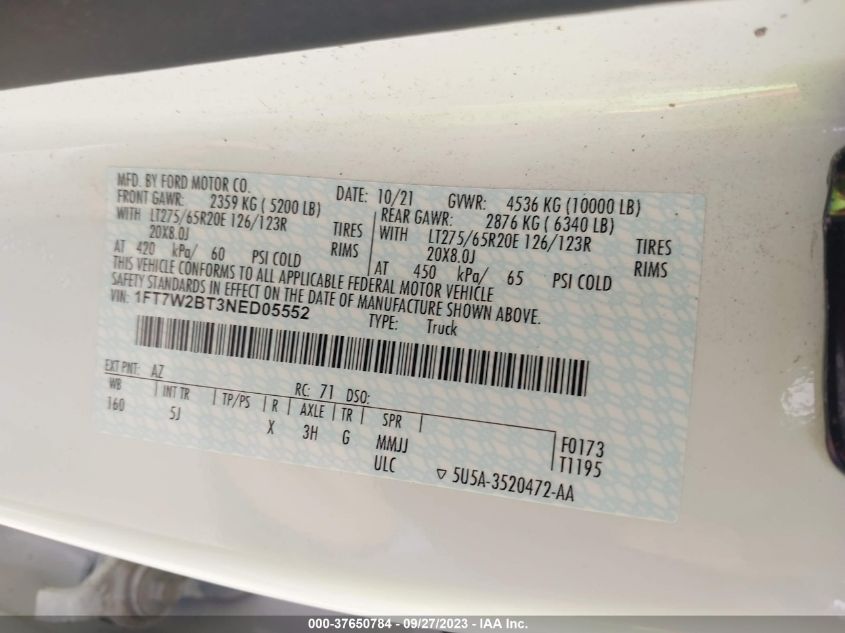 MFD. BY FORD MOTOR CO.
DATE: 10/21 GVWR: 4536 KG (10000 LB)
FRONT GAWR: 2359 KG ( 5200 LB)
REAR GAWR: 2876 KG ( 6340 LB)
WITH LT275/65R20E 126/123R TIRES
WITH LT275/65R20E 126/123R TIRES
20X8.0J RIMS
20X8.0J RIMS
AT 420 kPa/ 60 PSI COLD
AT 450 kPa/ 65 PSI COLD
THIS VEHICLE CONFORMS TO ALL APPLICABLE FEDERAL MOTOR VEHICLE
SAFETY STANDARDS IN EFFECT ON THE DATE OF MANUFACTURE SHOWN ABOVE.
VIN: 1FT7W2BT3NED05552
TYPE: Truck
EXT PNT: AZ RC: 71 DSO:
WB INT TR TP/PS R AXLE TR SPR
160 5J X 3H G MMJJ F0173
ULC T1195
▽ 5U5A-3520472-AA
000-37650784 - 09/27/2023 - IAA Inc.